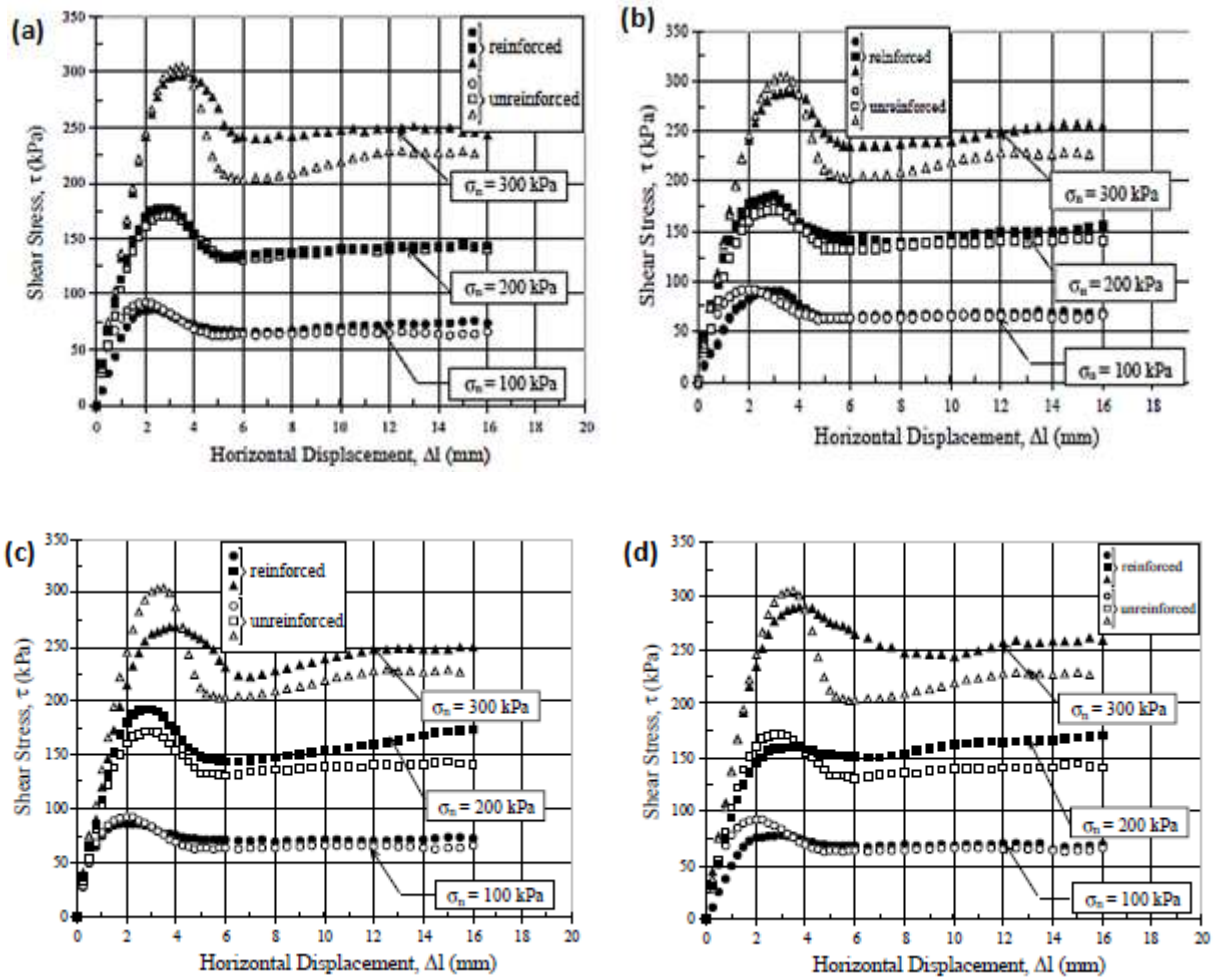 (a)
Shear Stress, τ (kPa)
350
300
250
200
150
100
50
0
reinforced
unreinforced
σn = 300 kPa
σn = 200 kPa
σn = 100 kPa
0 2 4 6 8 10 12 14 16 18 20
Horizontal Displacement, Δl (mm)
(b)
Shear Stress, τ (kPa)
350
300
250
200
150
100
50
0
reinforced
unreinforced
σn = 300 kPa
σn = 200 kPa
σn = 100 kPa
0 2 4 6 8 10 12 14 16 18
Horizontal Displacement, Δl (mm)
(c)
Shear Stress, τ (kPa)
350
300
250
200
150
100
50
0
reinforced
unreinforced
σn = 300 kPa
σn = 200 kPa
σn = 100 kPa
0 2 4 6 8 10 12 14 16 18 20
Horizontal Displacement, Δl (mm)
(d)
Shear Stress, τ (kPa)
350
300
250
200
150
100
50
0
reinforced
unreinforced
σn = 300 kPa
σn = 200 kPa
σn = 100 kPa
0 2 4 6 8 10 12 14 16 18 20
Horizontal Displacement, Δl (mm)